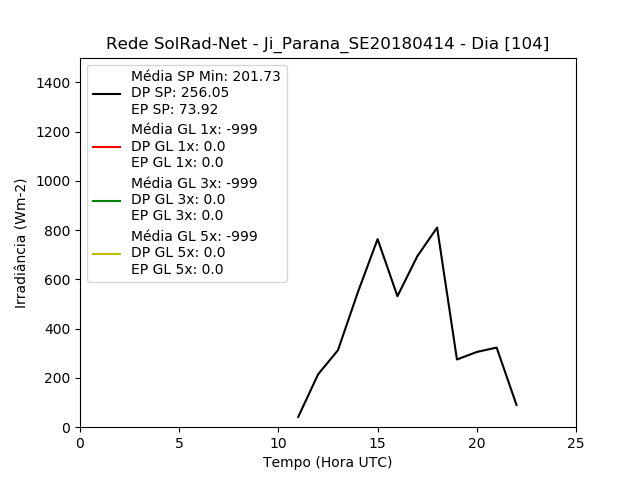 Rede SolRad-Net - Ji_Parana_SE20180414 - Dia [104]
Média SP Min: 201.73
DP SP: 256.05
EP SP: 73.92
Média GL 1x: -999
DP GL 1x: 0.0
EP GL 1x: 0.0
Média GL 3x: -999
DP GL 3x: 0.0
EP GL 3x: 0.0
Média GL 5x: -999
DP GL 5x: 0.0
EP GL 5x: 0.0
Irradiância (Wm-2)
1400
1200
1000
800
600
400
200
0
0 5 10 15 20 25
Tempo (Hora UTC)